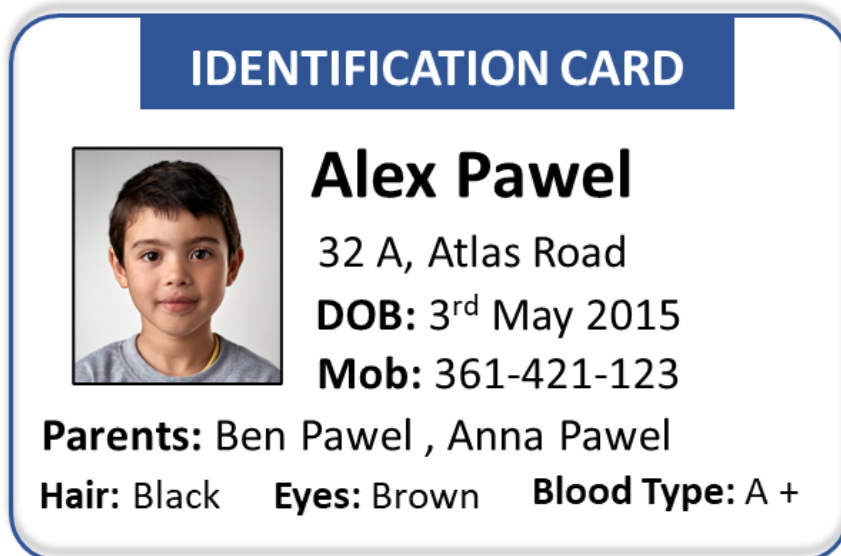 IDENTIFICATION CARD
Alex Pawel
32 A, Atlas Road
DOB: 3rd May 2015
Mob: 361-421-123
Parents: Ben Pawel , Anna Pawel
Hair: Black Eyes: Brown Blood Type: A +